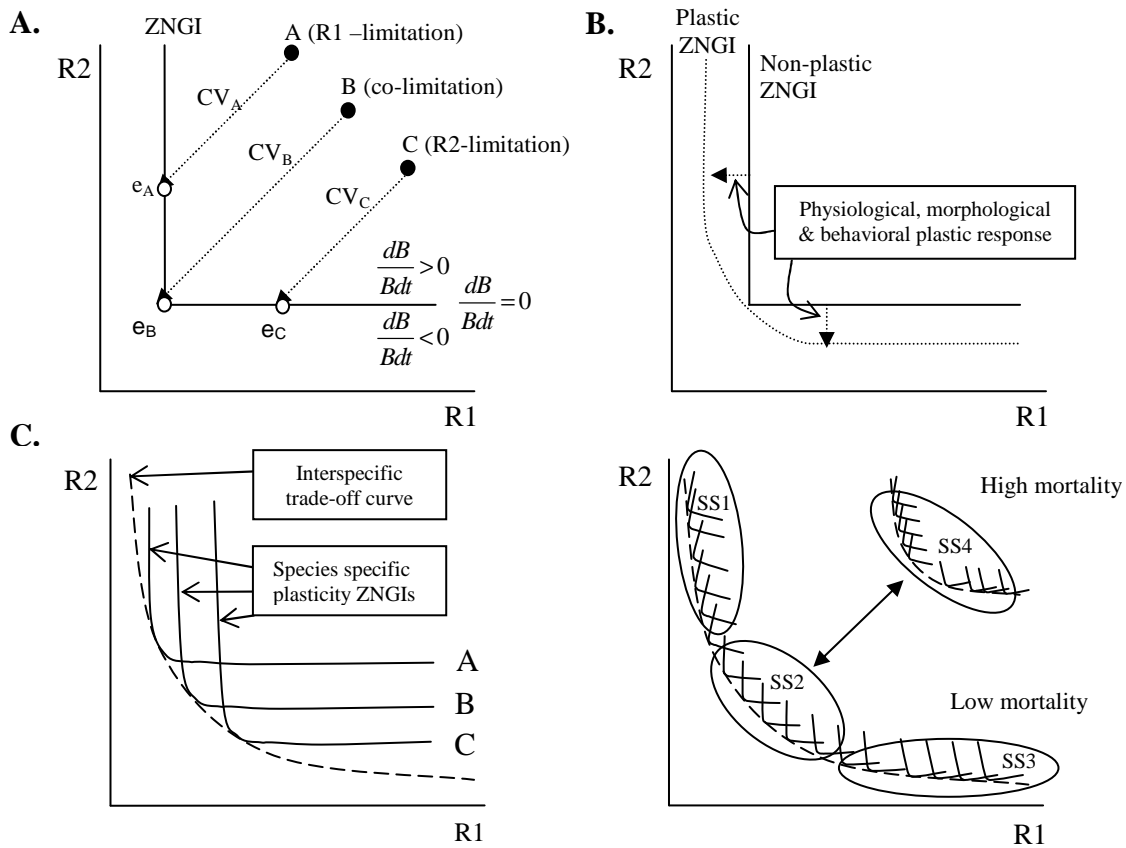 A.
ZNGI
R2
A (R1 –limitation)
B (co-limitation)
C (R2-limitation)
CV_A
CV_B
CV_C
e_A
e_B
e_C
dB/Bdt > 0
dB/Bdt = 0
dB/Bdt < 0
R1
B.
Plastic
ZNGI
R2
Non-plastic
ZNGI
Physiological, morphological
& behavioral plastic response
R1
C.
R2
Interspecific
trade-off curve
Species specific
plasticity ZNGIs
A
B
C
R1
R2
SS1
High mortality
SS4
SS2
Low mortality
SS3
R1